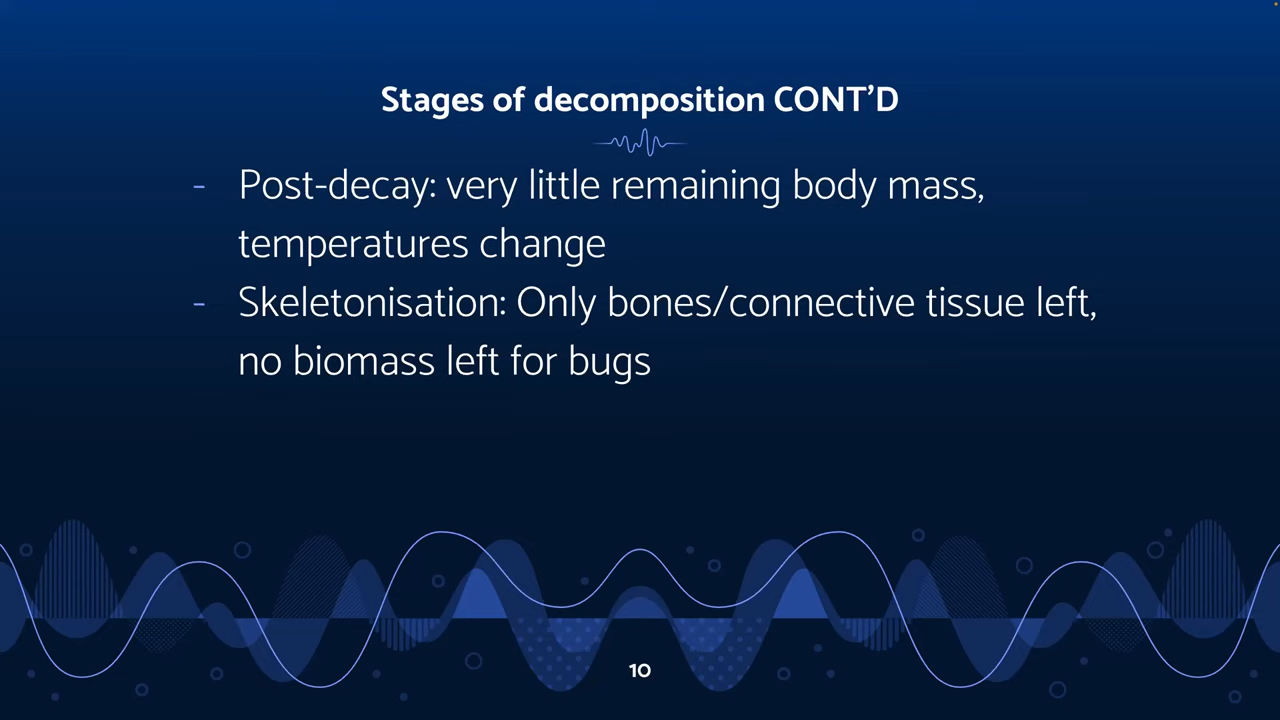 Stages of decomposition CONT’D
- Post-decay: very little remaining body mass,
temperatures change
- Skeletonisation: Only bones/connective tissue left,
no biomass left for bugs
10